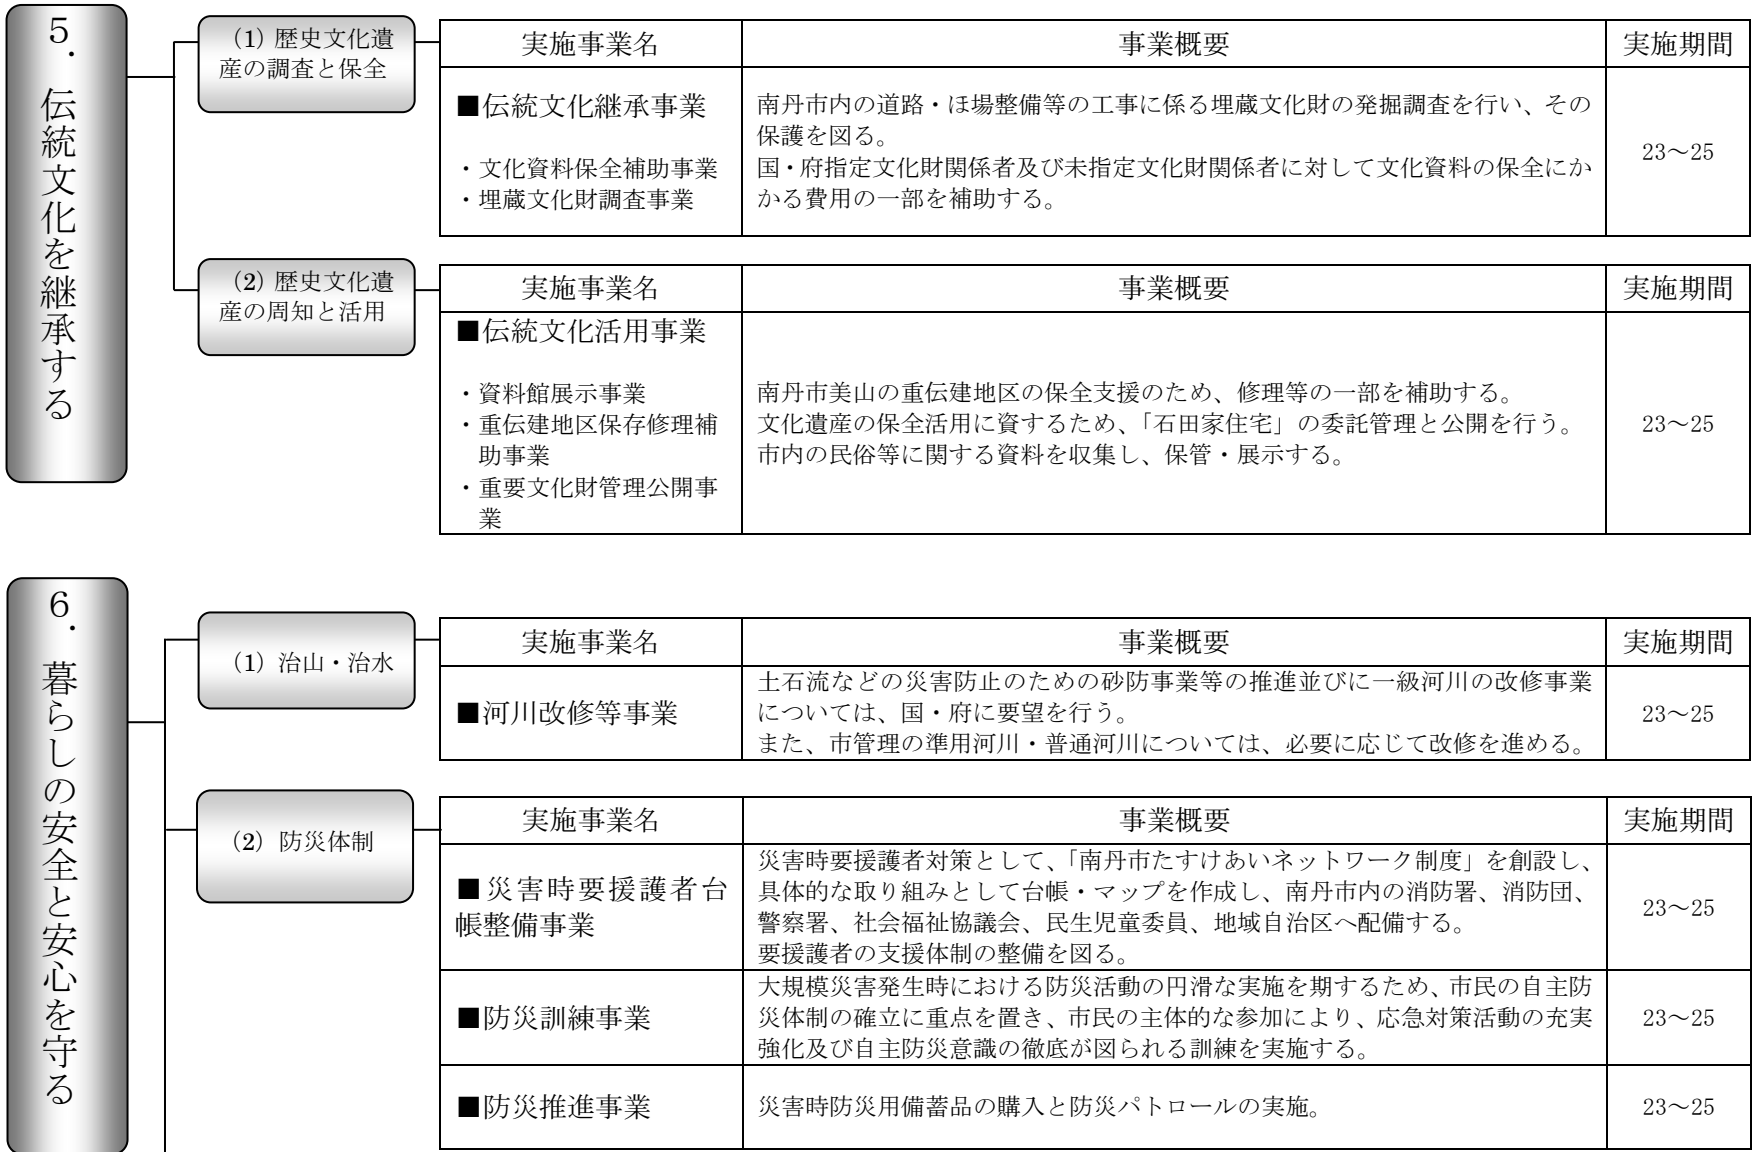 5．伝統文化を継承する
（1）歴史文化遺
産の調査と保全
実施事業名 事業概要 実施期間
■伝統文化継承事業
・文化資料保全補助事業
・埋蔵文化財調査事業
南丹市内の道路・ほ場整備等の工事に係る埋蔵文化財の発掘調査を行い、その
保護を図る。
国・府指定文化財関係者及び未指定文化財関係者に対して文化資料の保全にか
かる費用の一部を補助する。
23～25
（2）歴史文化遺
産の周知と活用
実施事業名 事業概要 実施期間
■伝統文化活用事業
・資料館展示事業
・重伝建地区保存修理補
助事業
・重要文化財管理公開事
業
南丹市美山の重伝建地区の保全支援のため、修理等の一部を補助する。
文化遺産の保全活用に資するため、「石田家住宅」の委託管理と公開を行う。
市内の民俗等に関する資料を収集し、保管・展示する。
23～25
6．暮らしの安全と安心を守る
（1）治山・治水
実施事業名 事業概要 実施期間
■河川改修等事業
土石流などの災害防止のための砂防事業等の推進並びに一級河川の改修事業
については、国・府に要望を行う。
また、市管理の準用河川・普通河川については、必要に応じて改修を進める。
23～25
（2）防災体制
実施事業名 事業概要 実施期間
■災害時要援護者台
帳整備事業
災害時要援護者対策として、「南丹市たすけあいネットワーク制度」を創設し、
具体的な取り組みとして台帳・マップを作成し、南丹市内の消防署、消防団、
警察署、社会福祉協議会、民生児童委員、地域自治区へ配備する。
要援護者の支援体制の整備を図る。
23～25
■防災訓練事業
大規模災害発生時における防災活動の円滑な実施を期するため、市民の自主防
災体制の確立に重点を置き、市民の主体的な参加により、応急対策活動の充実
強化及び自主防災意識の徹底が図られる訓練を実施する。
23～25
■防災推進事業
災害時防災用備蓄品の購入と防災パトロールの実施。
23～25